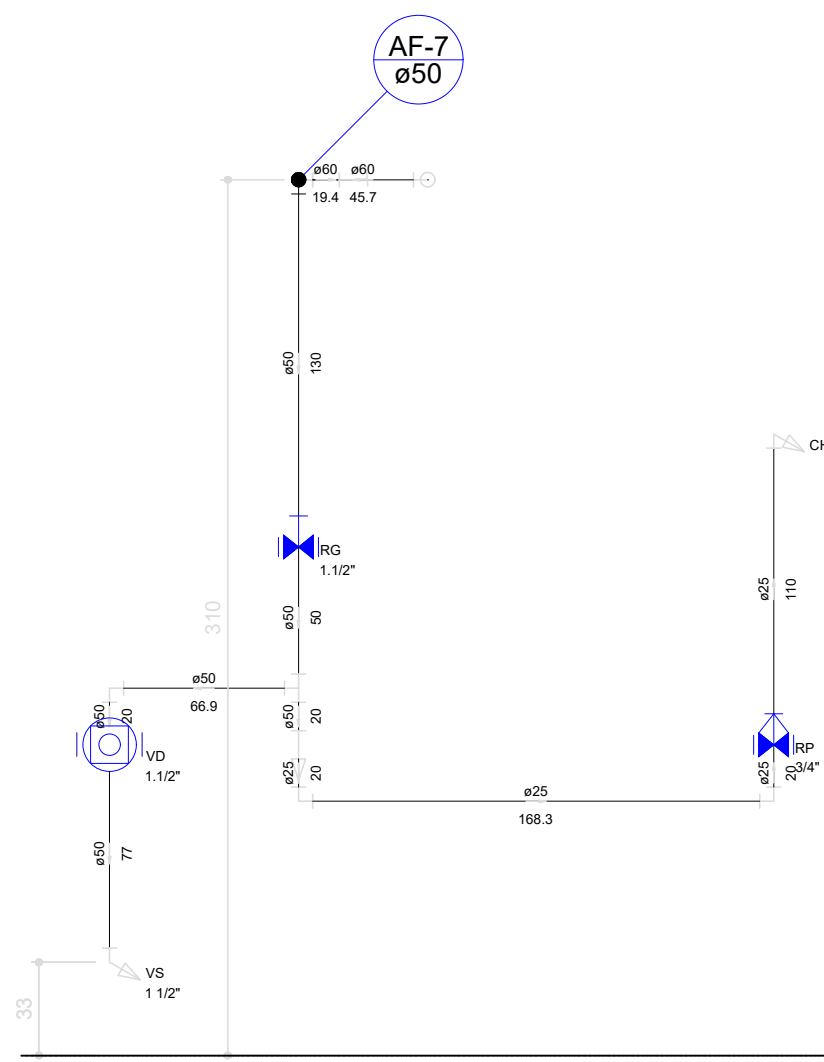 AF-7
ø50
ø60 ø60
19.4 45.7
ø50 130
CH
RG
1.1/2"
ø50 50
ø25 110
310
ø50
66.9
ø50 20
ø50 20
VD
1.1/2"
RP
3/4"
ø25 20
ø25 20
ø25
168.3
ø50 77
VS
1 1/2"
33